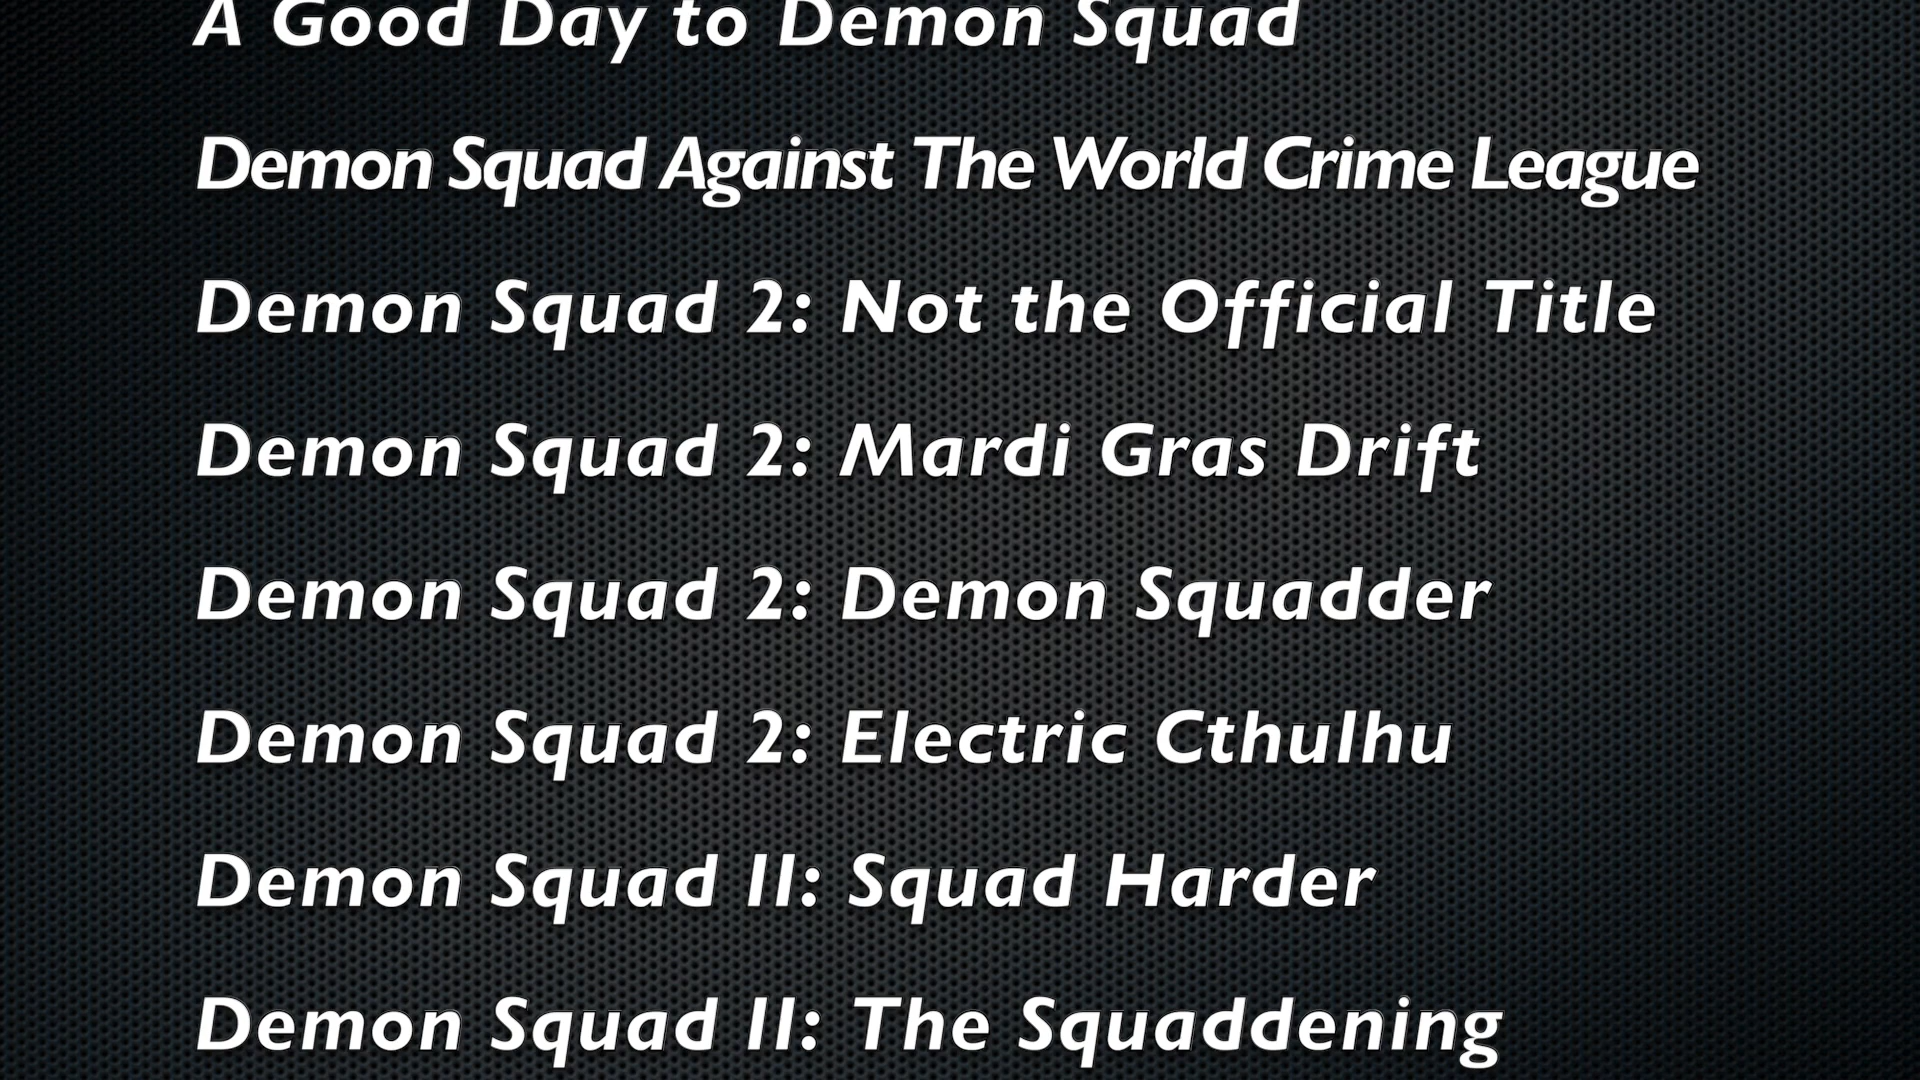 A Good Day to Demon Squad
Demon Squad Against The World Crime League
Demon Squad 2: Not the Official Title
Demon Squad 2: Mardi Gras Drift
Demon Squad 2: Demon Squadder
Demon Squad 2: Electric Cthulhu
Demon Squad II: Squad Harder
Demon Squad II: The Squaddening